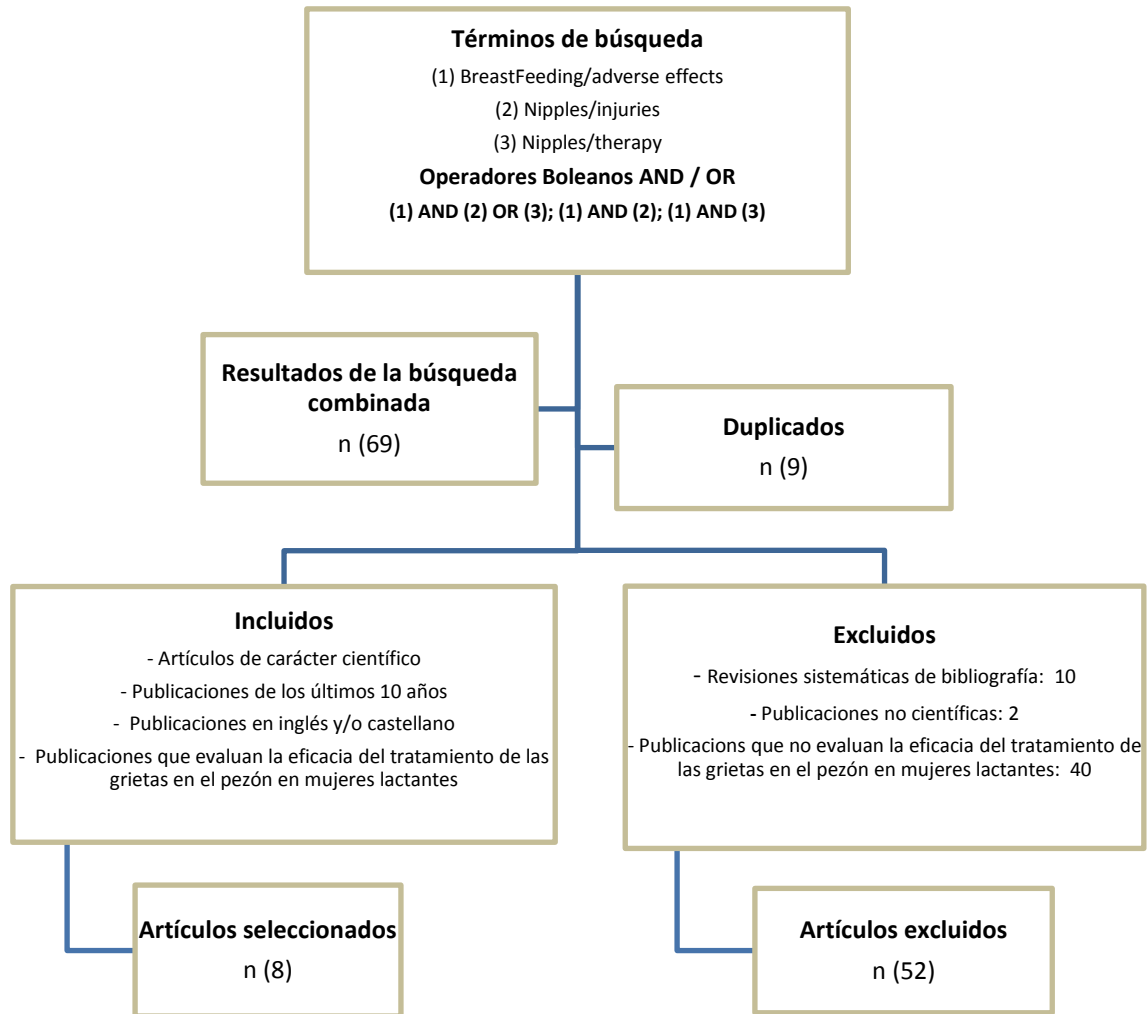 Términos de búsqueda
(1) BreastFeeding/adverse effects
(2) Nipples/injuries
(3) Nipples/therapy
Operadores Boleanos AND / OR
(1) AND (2) OR (3); (1) AND (2); (1) AND (3)
Resultados de la búsqueda
combinada
n (69)
Duplicados
n (9)
Incluidos
- Artículos de carácter científico
- Publicaciones de los últimos 10 años
- Publicaciones en inglés y/o castellano
- Publicaciones que evaluan la eficacia del tratamiento de las
grietas en el pezón en mujeres lactantes
Excluidos
- Revisiones sistemáticas de bibliografía: 10
- Publicaciones no científicas: 2
- Publicacions que no evaluan la eficacia del tratamiento de
las grietas en el pezón en mujeres lactantes: 40
Artículos seleccionados
n (8)
Artículos excluidos
n (52)